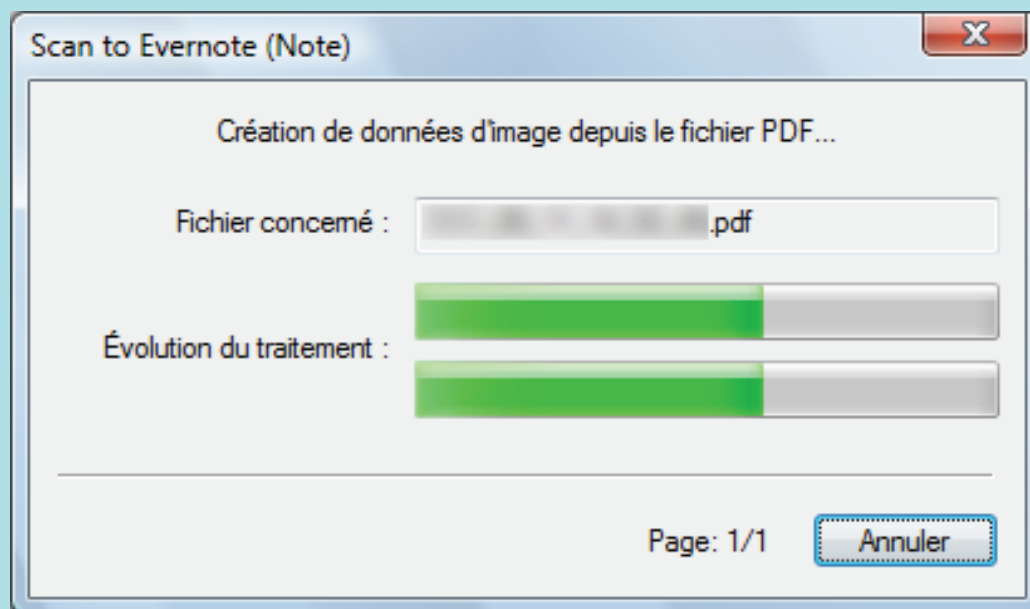 Scan to Evernote (Note)
Création de données d'image depuis le fichier PDF...
Fichier concerné : .pdf
Évolution du traitement :
Page: 1/1 Annuler